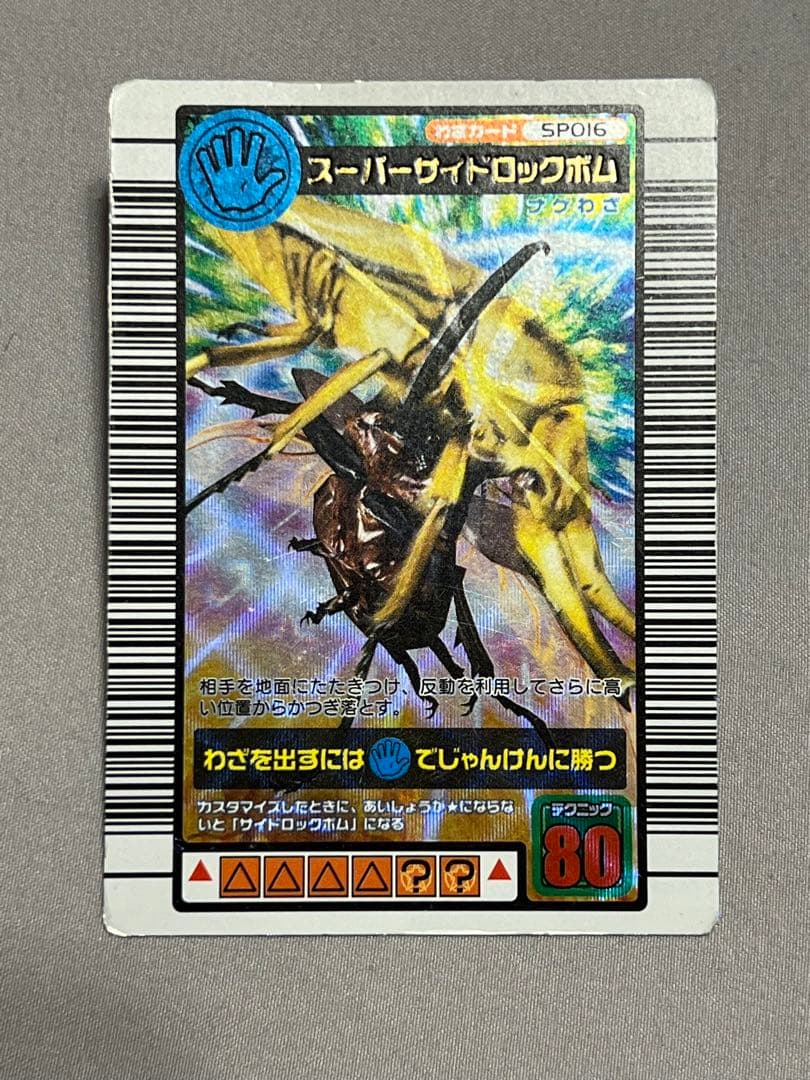 わざカード SP016
スーパーサイドロックボム
ナゲわざ
相手を地面にたたきつけ、反動を利用してさらに高
い位置からかつぎ落とす。
わざを出すには でじゃんけんに勝つ
カスタマイズしたときに、あいしょうが★にならな
いと「サイドロックボム」になる
テクニック
80
▲ △ △ △ △ ? ? ▲